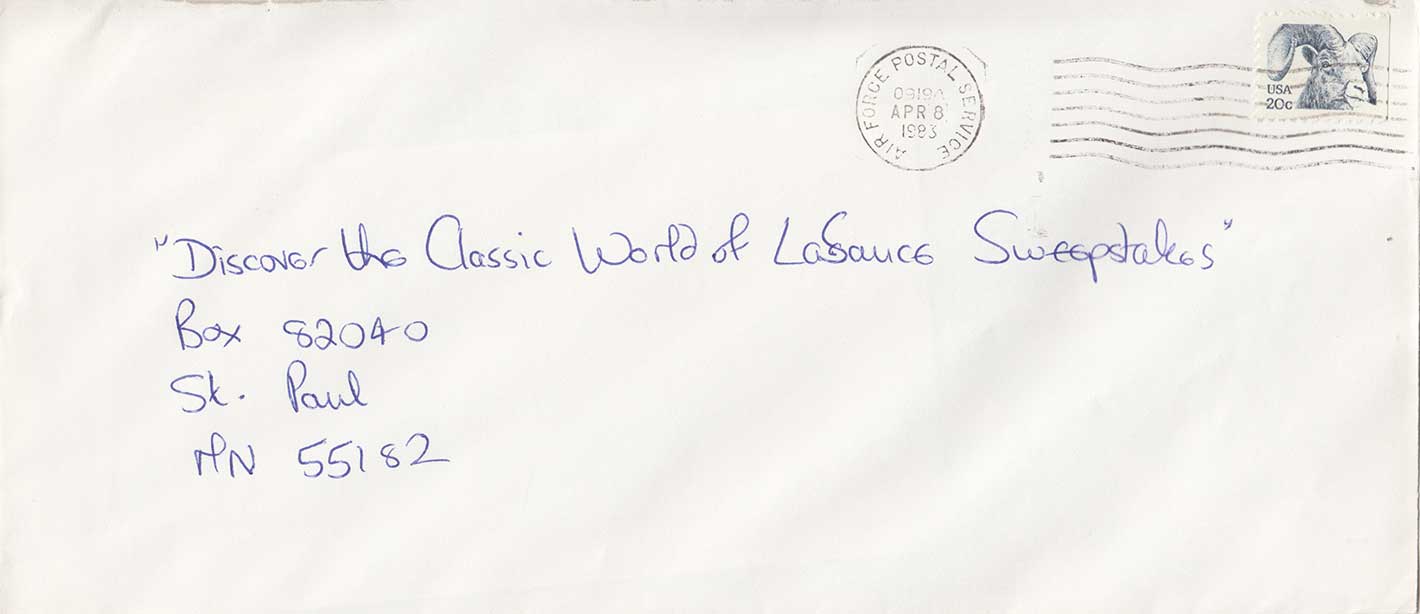 AIR FORCE POSTAL SERVICE
APR 8
1983
USA
20c
"Discover the Classic World of LaSauce Sweepstakes"
Box 82040
St. Paul
MN 55182